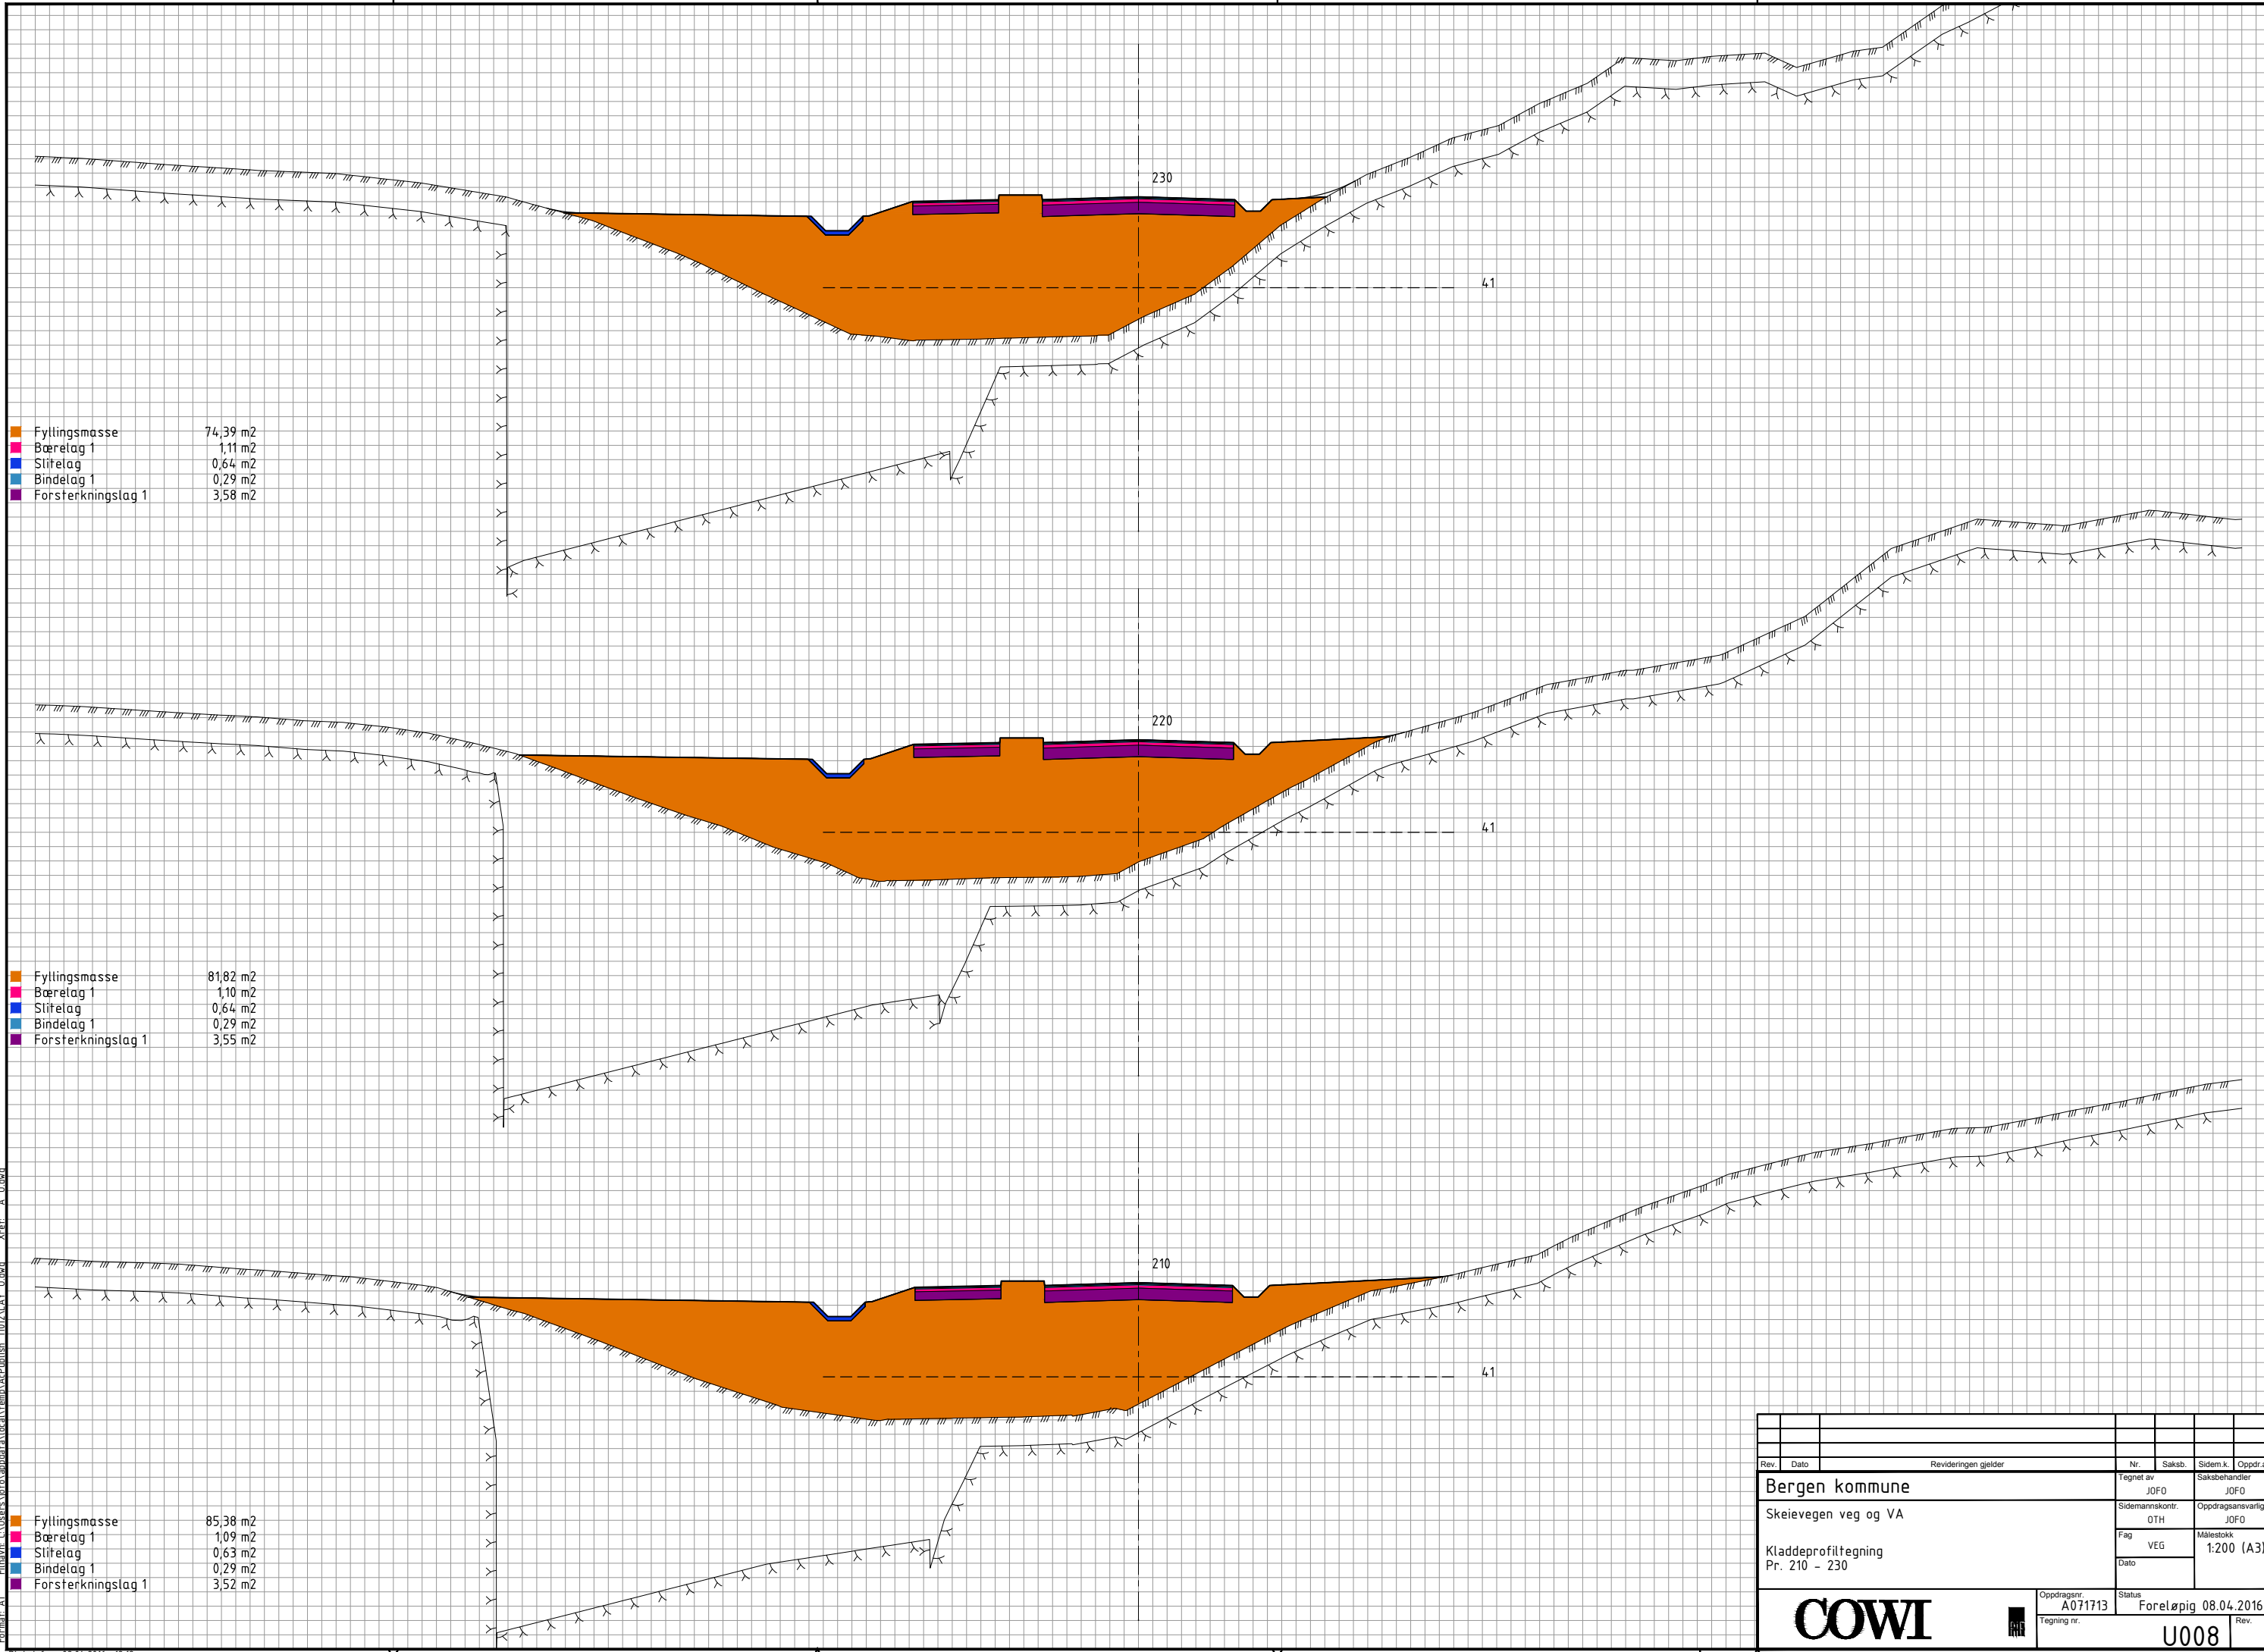 230
41
Fyllingsmasse 74,39 m2
Bærelag 1 1,11 m2
Slitelag 0,64 m2
Bindelag 1 0,29 m2
Forsterkningslag 1 3,58 m2
220
41
Fyllingsmasse 81,82 m2
Bærelag 1 1,10 m2
Slitelag 0,64 m2
Bindelag 1 0,29 m2
Forsterkningslag 1 3,55 m2
210
41
Fyllingsmasse 85,38 m2
Bærelag 1 1,09 m2
Slitelag 0,63 m2
Bindelag 1 0,29 m2
Forsterkningslag 1 3,52 m2
Rev. Dato Revideringen gjelder Nr. Saksb. Sidem.k. Oppdr.a
Bergen kommune
Skeievegen veg og VA
Kladdeprofiltegning
Pr. 210 - 230
Tegnet av
JOFO
Saksbehandler
JOFO
Sidemannskontr.
OTH
Oppdragsansvarlig
JOFO
Fag
VEG
Målestokk
1:200 (A3)
Dato
COWI
Oppdragsnr.
A071713
Status
Foreløpig 08.04.2016
Tegning nr.
U008
Rev.